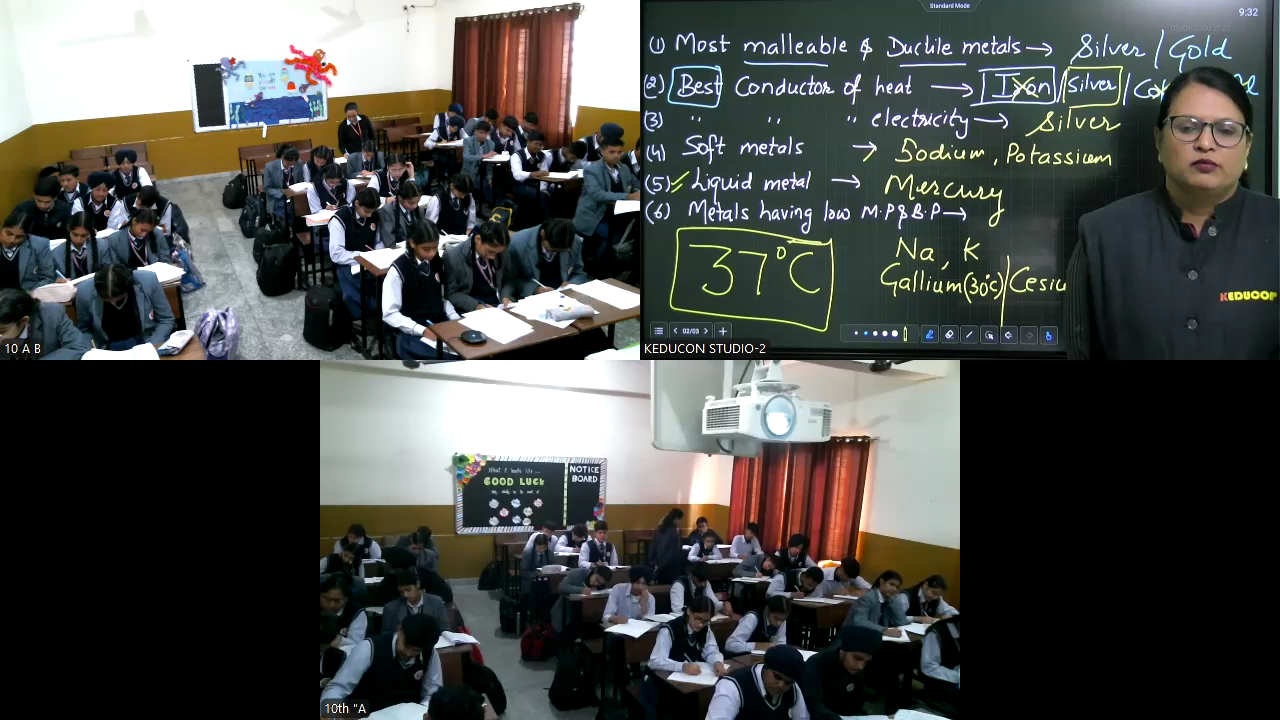 Standard Mode
9:32
(1) Most malleable & Ductile metals → Silver / Gold
(2) Best Conductor of heat → Iron / Silver /
(3) " " " electricity → Silver
(4) Soft metals → Sodium, Potassium
(5) Liquid metal → Mercury
(6) Metals having low M.P & B.P →
Na, K
37°C
Gallium (30°C) / Cesiu
02/03
KEDUCON
10 A B
KEDUCON STUDIO-2
GOOD LUCK
NOTICE
BOARD
10th "A